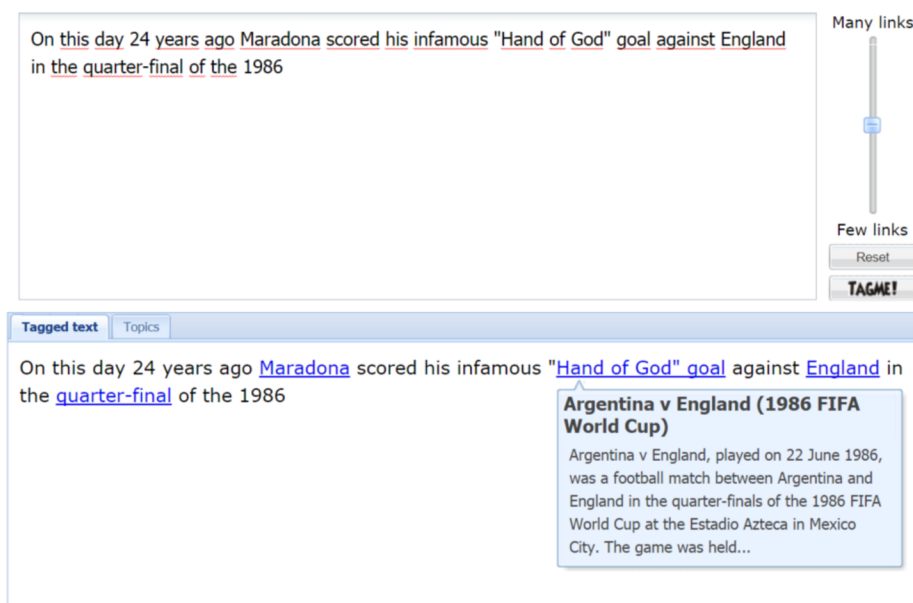 Many links
On this day 24 years ago Maradona scored his infamous "Hand of God" goal against England
in the quarter-final of the 1986
Few links
Reset
TAGME!
Tagged text
Topics
On this day 24 years ago Maradona scored his infamous "Hand of God" goal against England in
the quarter-final of the 1986
Argentina v England (1986 FIFA
World Cup)
Argentina v England, played on 22 June 1986,
was a football match between Argentina and
England in the quarter-finals of the 1986 FIFA
World Cup at the Estadio Azteca in Mexico
City. The game was held...